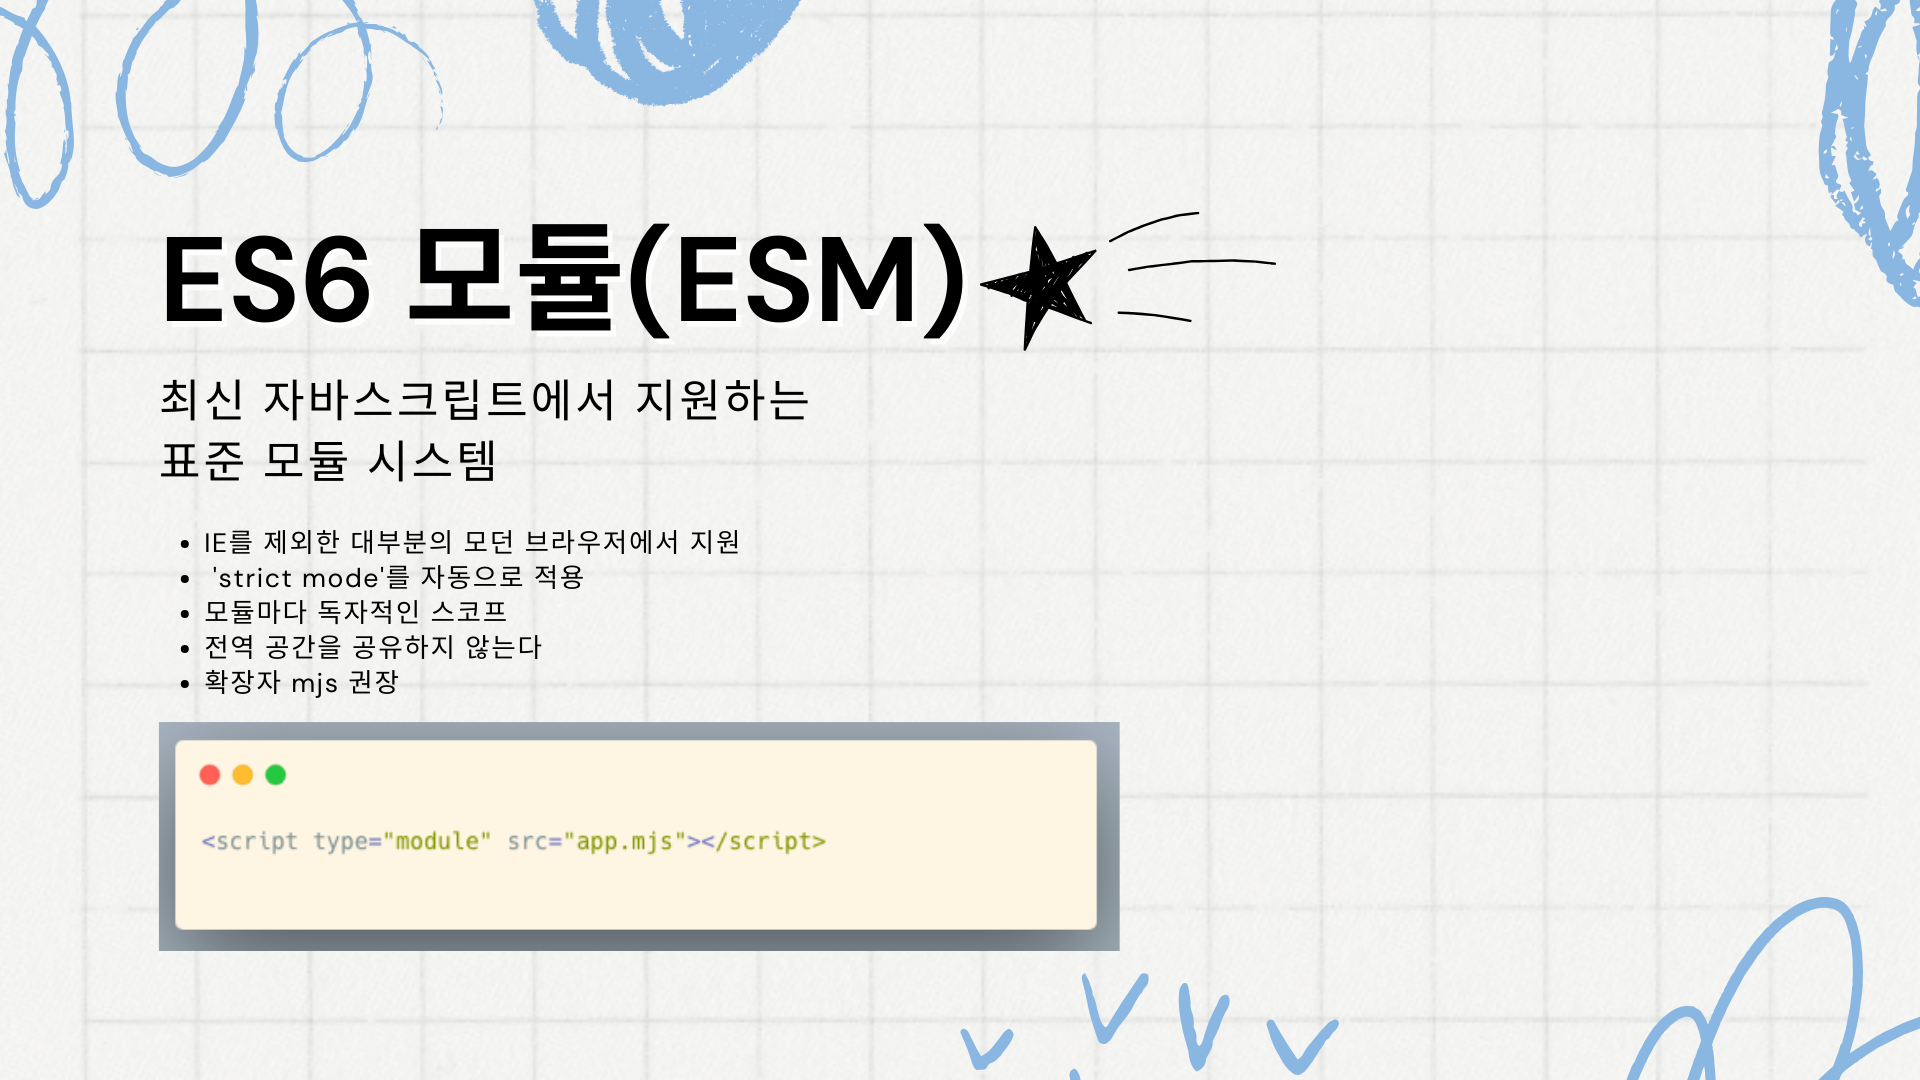 ES6 모듈(ESM)
최신 자바스크립트에서 지원하는
표준 모듈 시스템
• IE를 제외한 대부분의 모던 브라우저에서 지원
• 'strict mode'를 자동으로 적용
• 모듈마다 독자적인 스코프
• 전역 공간을 공유하지 않는다
• 확장자 mjs 권장
<script type="module" src="app.mjs"></script>